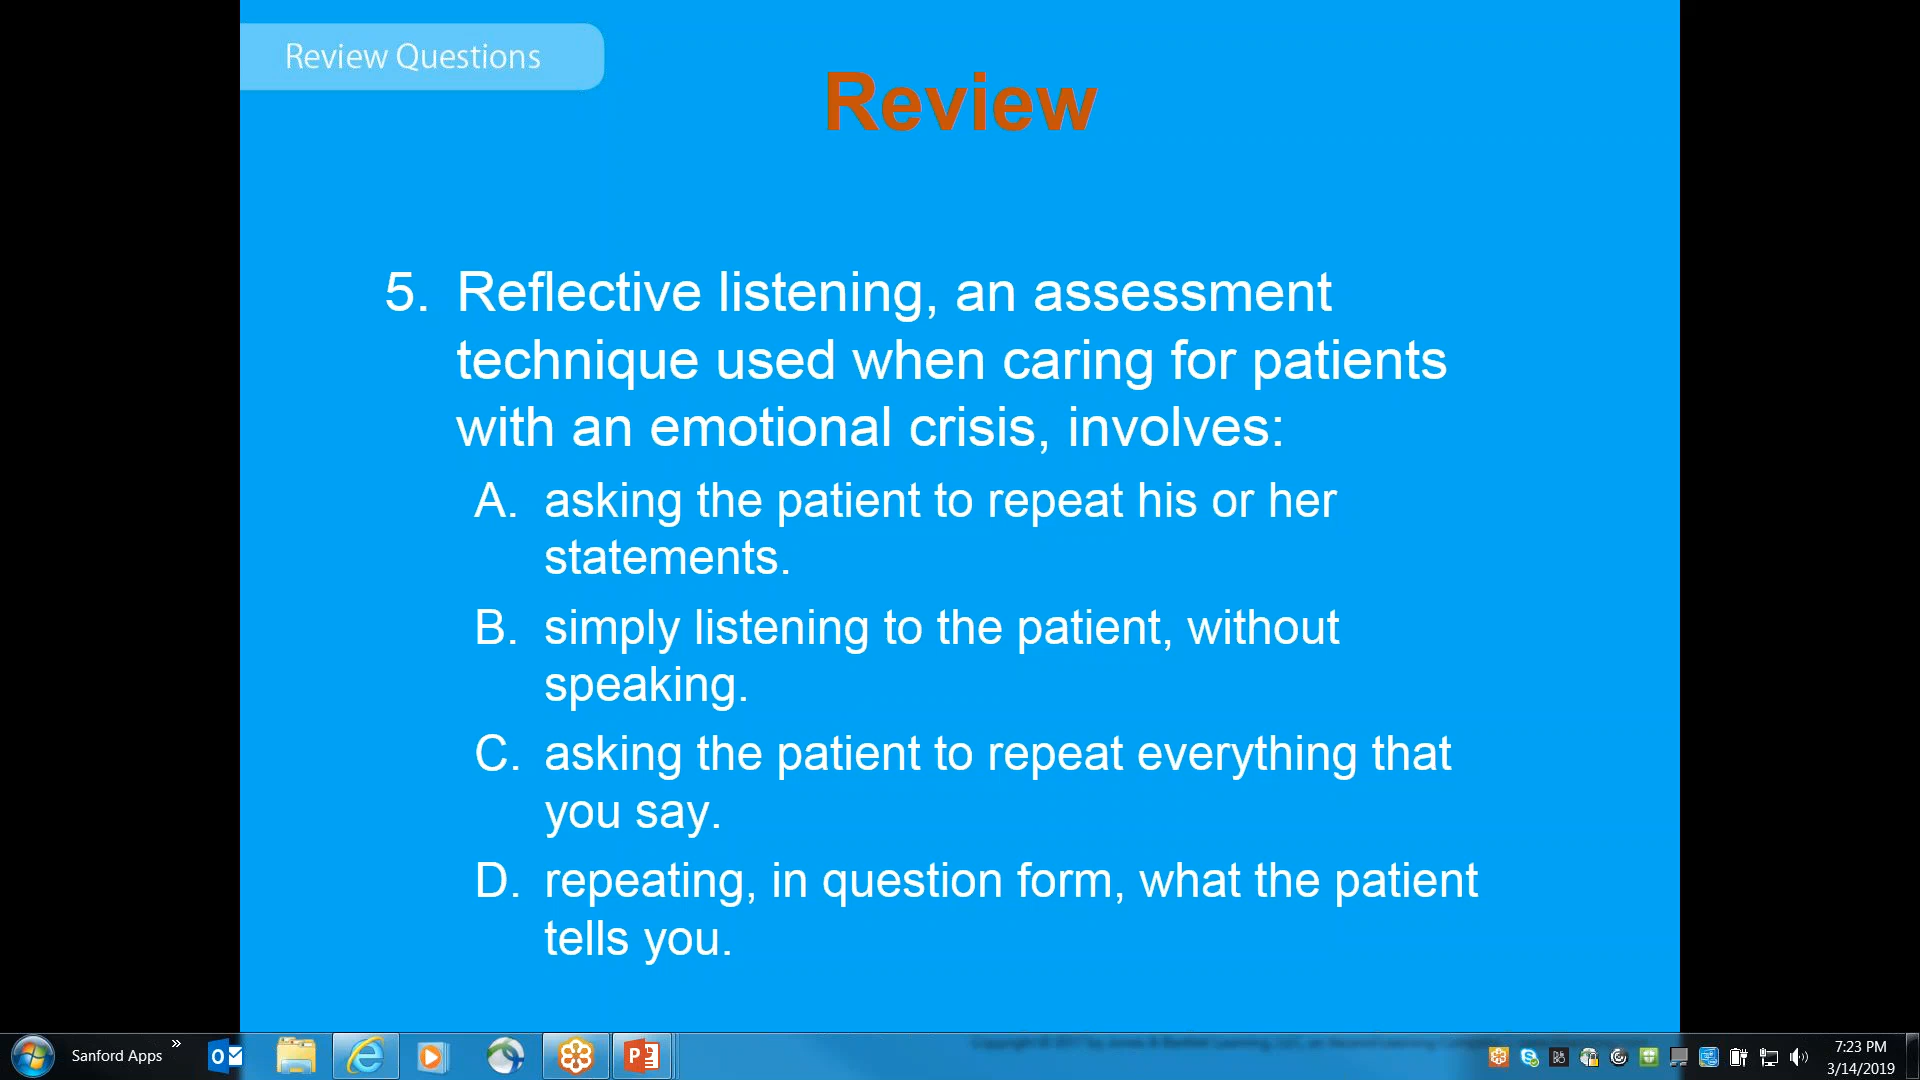 Review Questions
Review
5. Reflective listening, an assessment
technique used when caring for patients
with an emotional crisis, involves:
A. asking the patient to repeat his or her
statements.
B. simply listening to the patient, without
speaking.
C. asking the patient to repeat everything that
you say.
D. repeating, in question form, what the patient
tells you.
Sanford Apps »
7:23 PM
3/14/2019